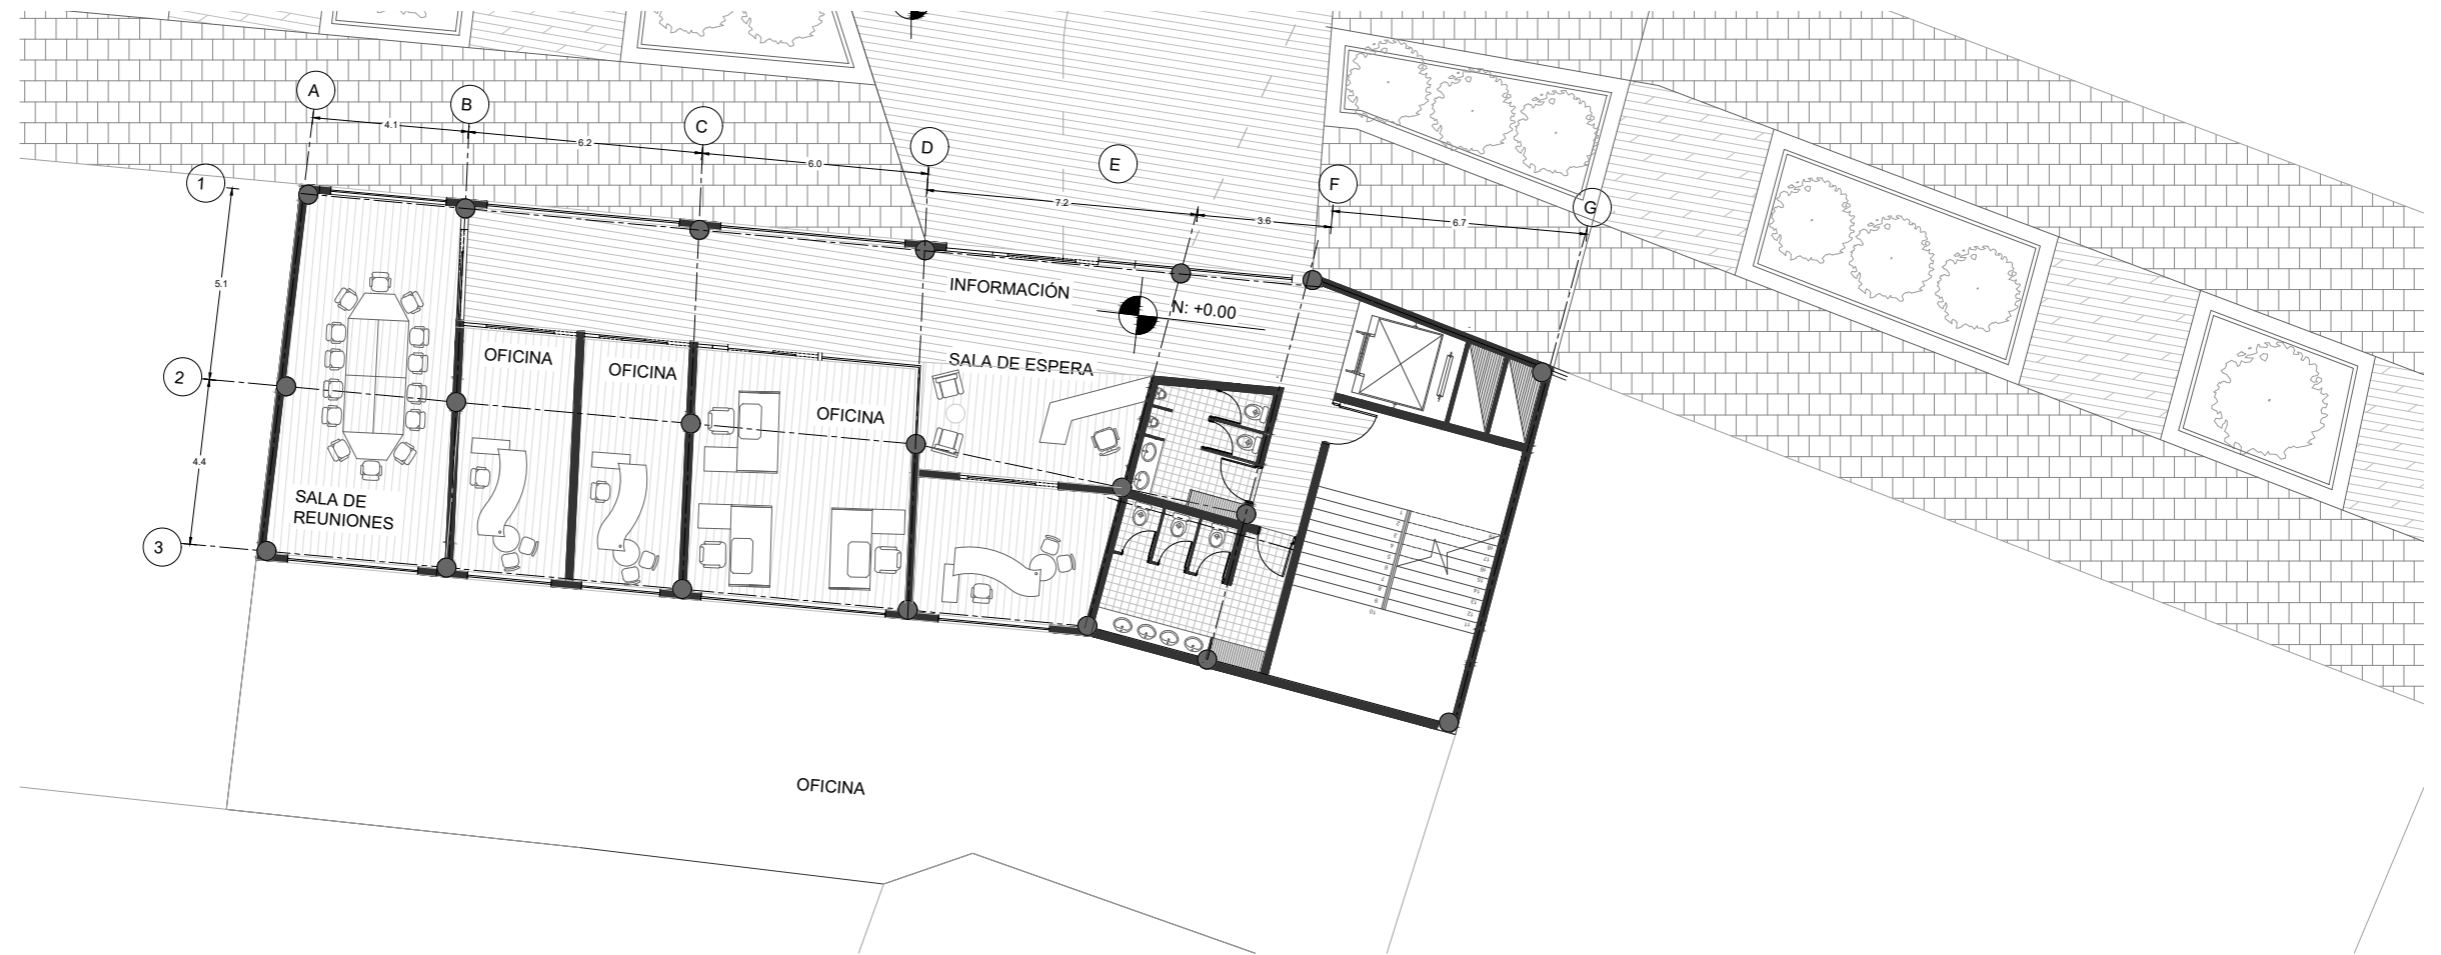 A
B
C
D
E
F
G
4.1
6.2
6.0
7.2
3.6
6.7
1
2
3
5.1
4.4
INFORMACIÓN
N: +0.00
SALA DE ESPERA
OFICINA
OFICINA
OFICINA
SALA DE
REUNIONES
OFICINA